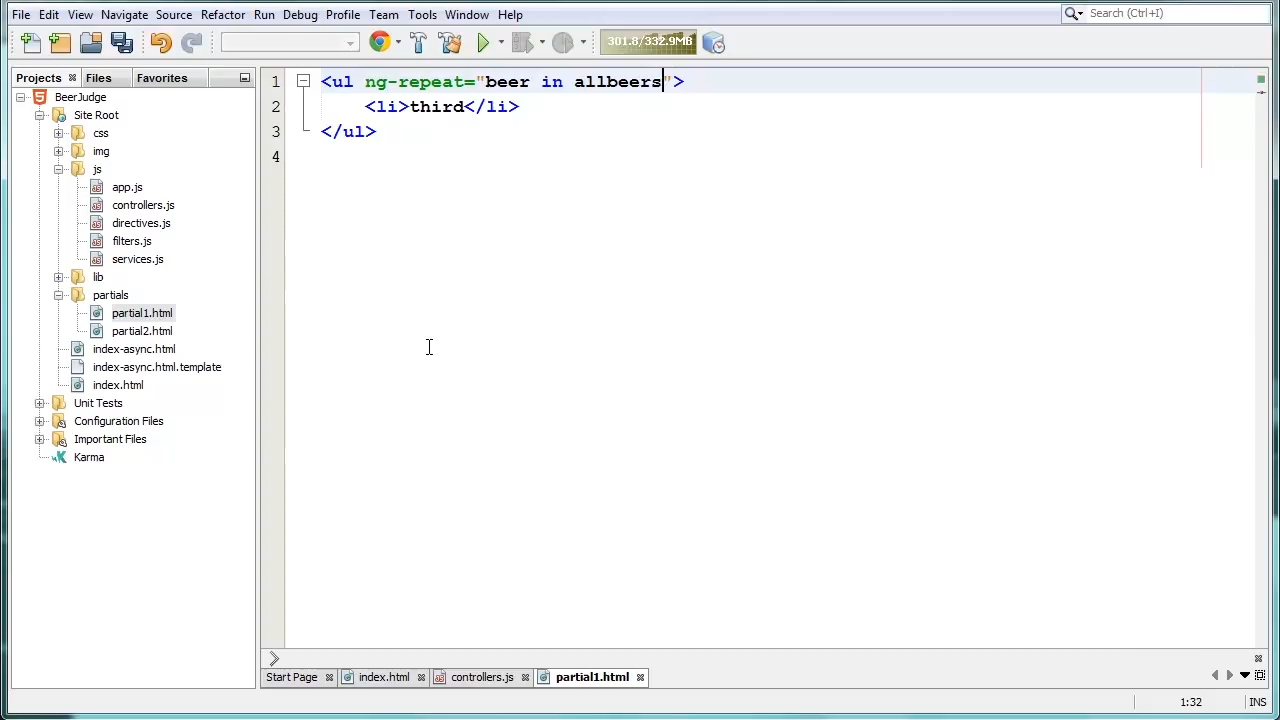 File Edit View Navigate Source Refactor Run Debug Profile Team Tools Window Help
Search (Ctrl+I)
301.8/332.9MB
Projects Files Favorites
BeerJudge
Site Root
css
img
js
app.js
controllers.js
directives.js
filters.js
services.js
lib
partials
partial1.html
partial2.html
index-async.html
index-async.html.template
index.html
Unit Tests
Configuration Files
Important Files
Karma
1 <ul ng-repeat="beer in allbeers">
2 <li>third</li>
3 </ul>
4
Start Page index.html controllers.js partial1.html
1:32 INS